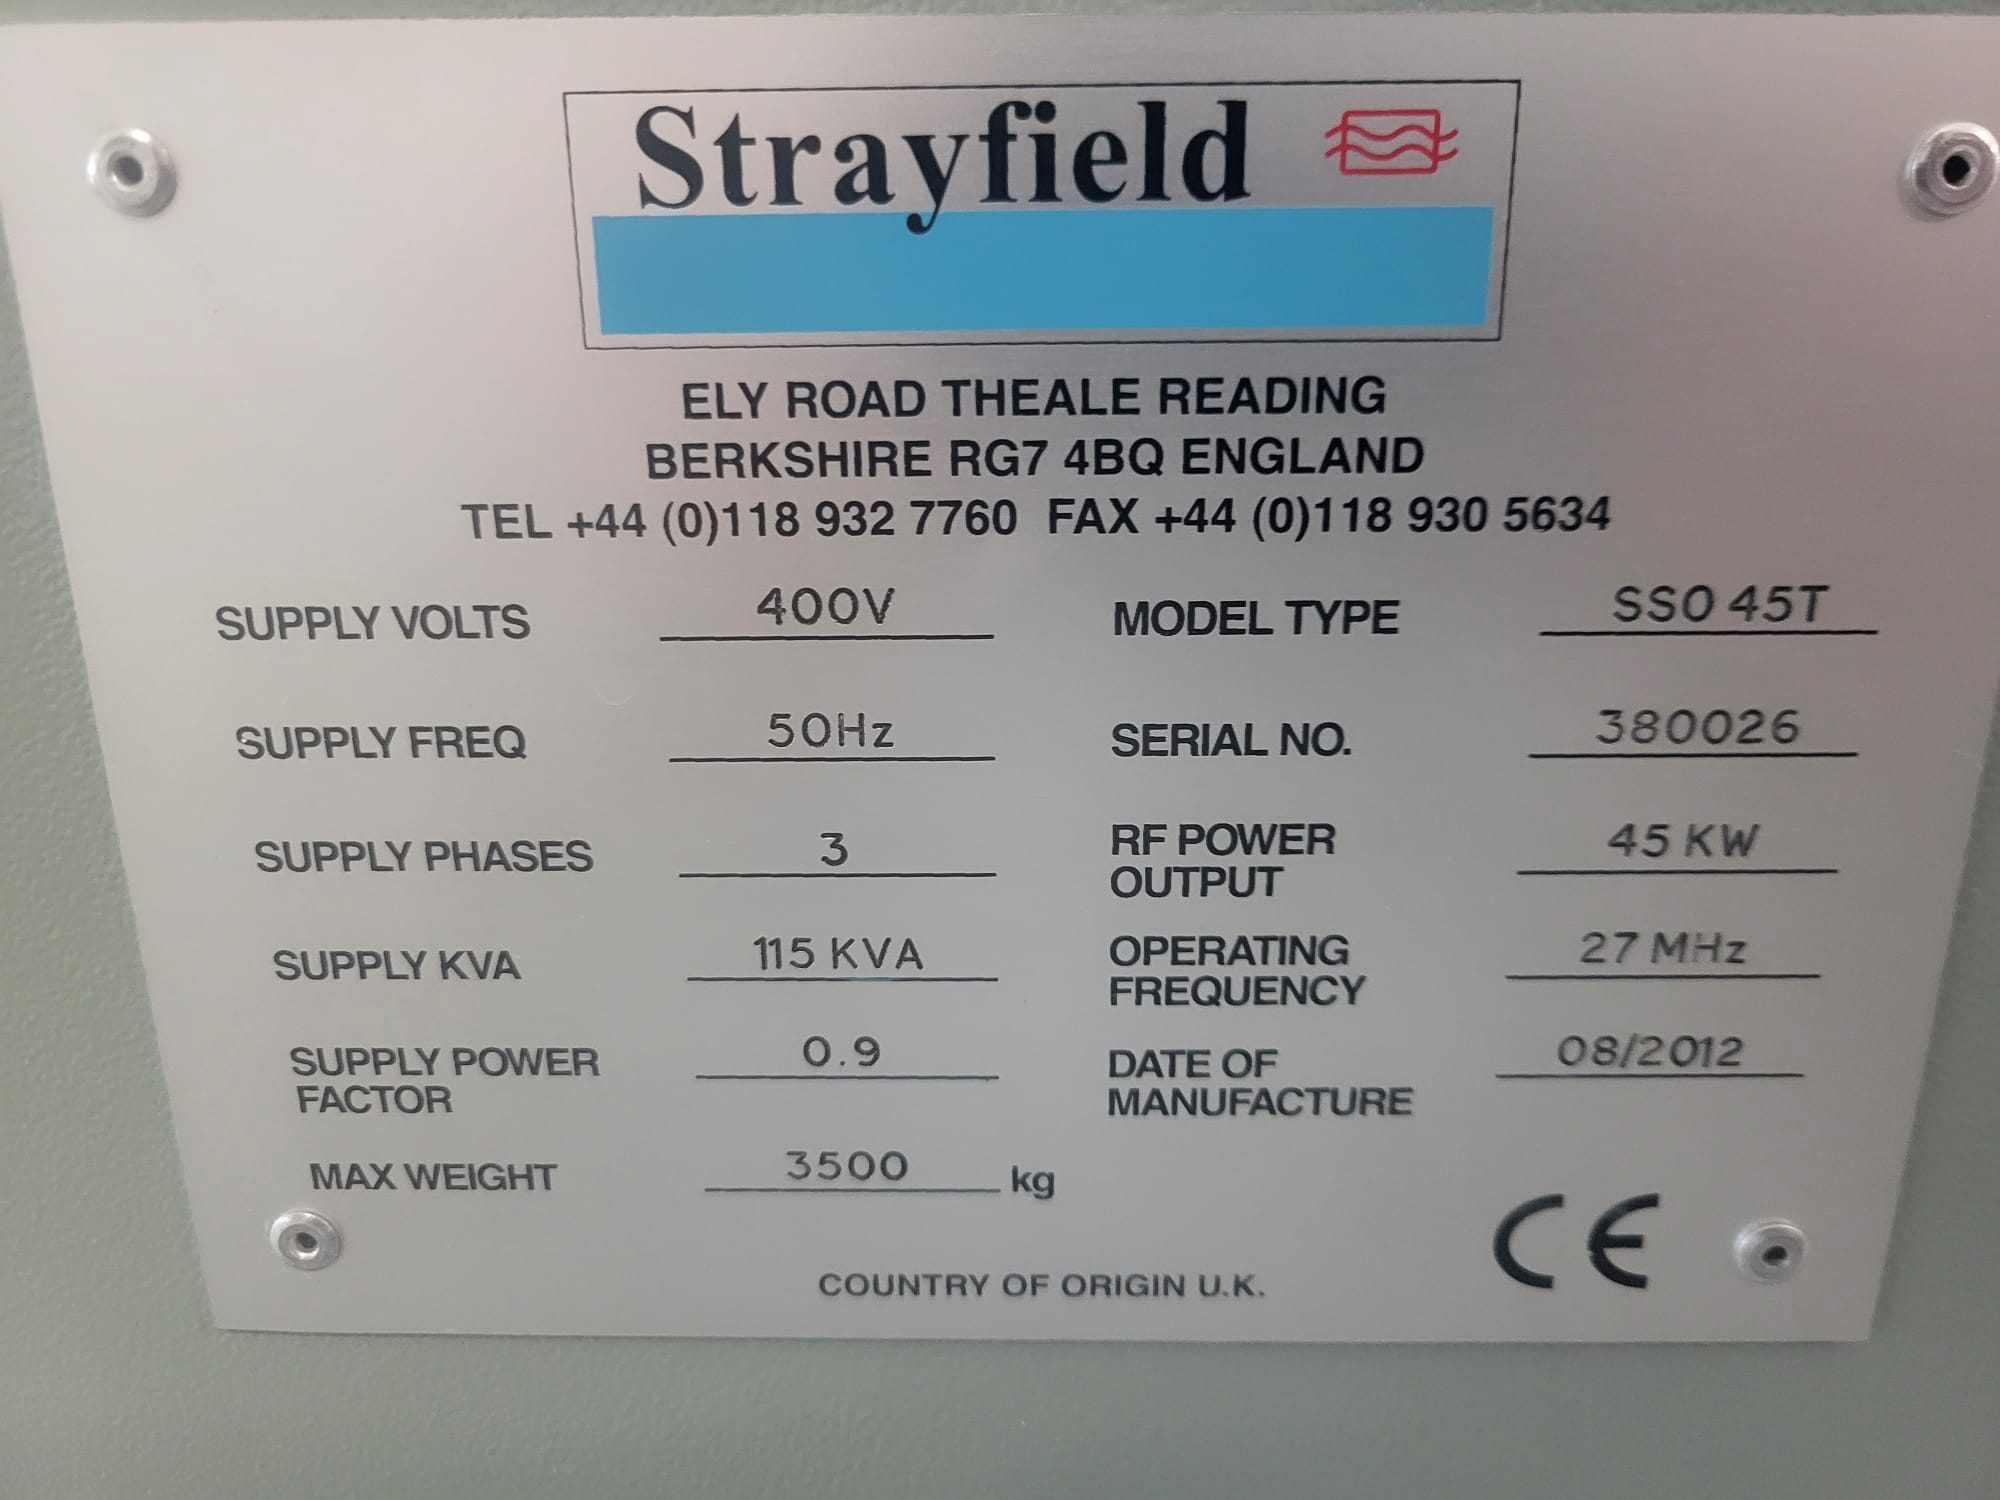 Strayfield
ELY ROAD THEALE READING
BERKSHIRE RG7 4BQ ENGLAND
TEL +44 (0)118 932 7760 FAX +44 (0)118 930 5634
SUPPLY VOLTS 400V MODEL TYPE SSO 45T
SUPPLY FREQ 50Hz SERIAL NO. 380026
SUPPLY PHASES 3 RF POWER OUTPUT 45 KW
SUPPLY KVA 115 KVA OPERATING FREQUENCY 27 MHz
SUPPLY POWER FACTOR 0.9 DATE OF MANUFACTURE 08/2012
MAX WEIGHT 3500 kg
CE
COUNTRY OF ORIGIN U.K.